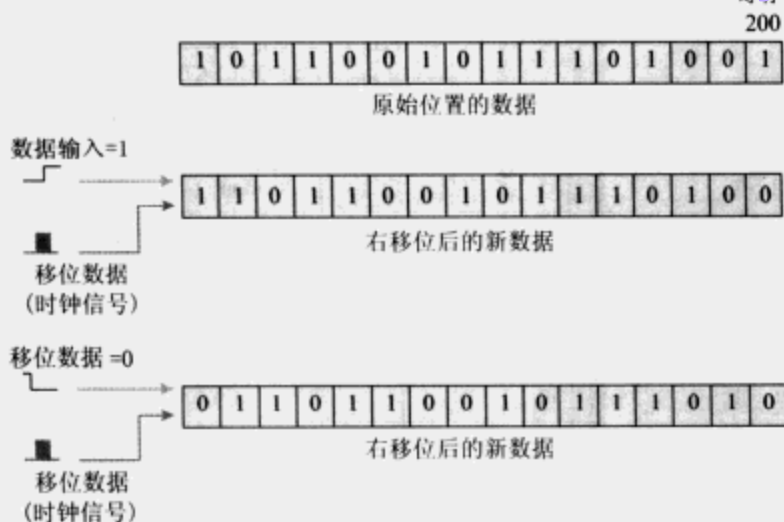 200
1 0 1 1 0 0 1 0 1 1 1 0 1 0 0 1
原始位置的数据
数据输入=1
1 1 0 1 1 0 0 1 0 1 1 1 0 1 0 0
右移位后的新数据
移位数据
(时钟信号)
移位数据 =0
0 1 1 0 1 1 0 0 1 0 1 1 1 0 1 0
右移位后的新数据
移位数据
(时钟信号)